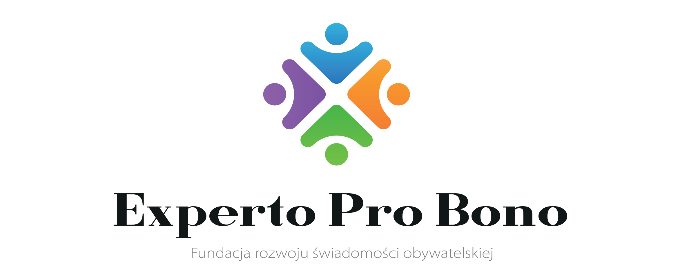 Experto Pro Bono
Fundacja rozwoju świadomości obywatelskiej